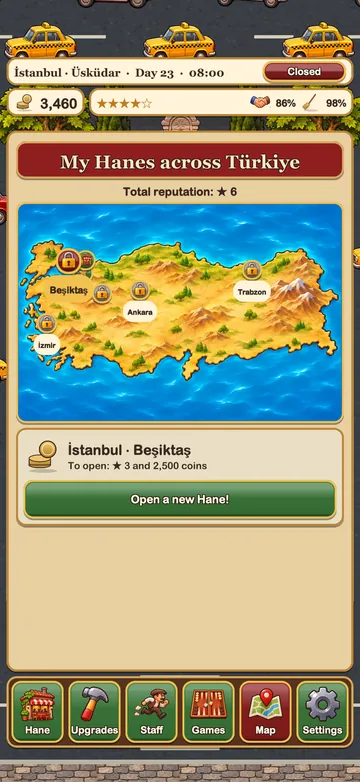 İstanbul · Üsküdar · Day 23 · 08:00
Closed
3,460
★★★★☆
86%
98%
My Hanes across Türkiye
Total reputation: ★ 6
Beşiktaş
Ankara
Trabzon
İzmir
İstanbul · Beşiktaş
To open: ★ 3 and 2,500 coins
Open a new Hane!
Hane
Upgrades
Staff
Games
Map
Settings